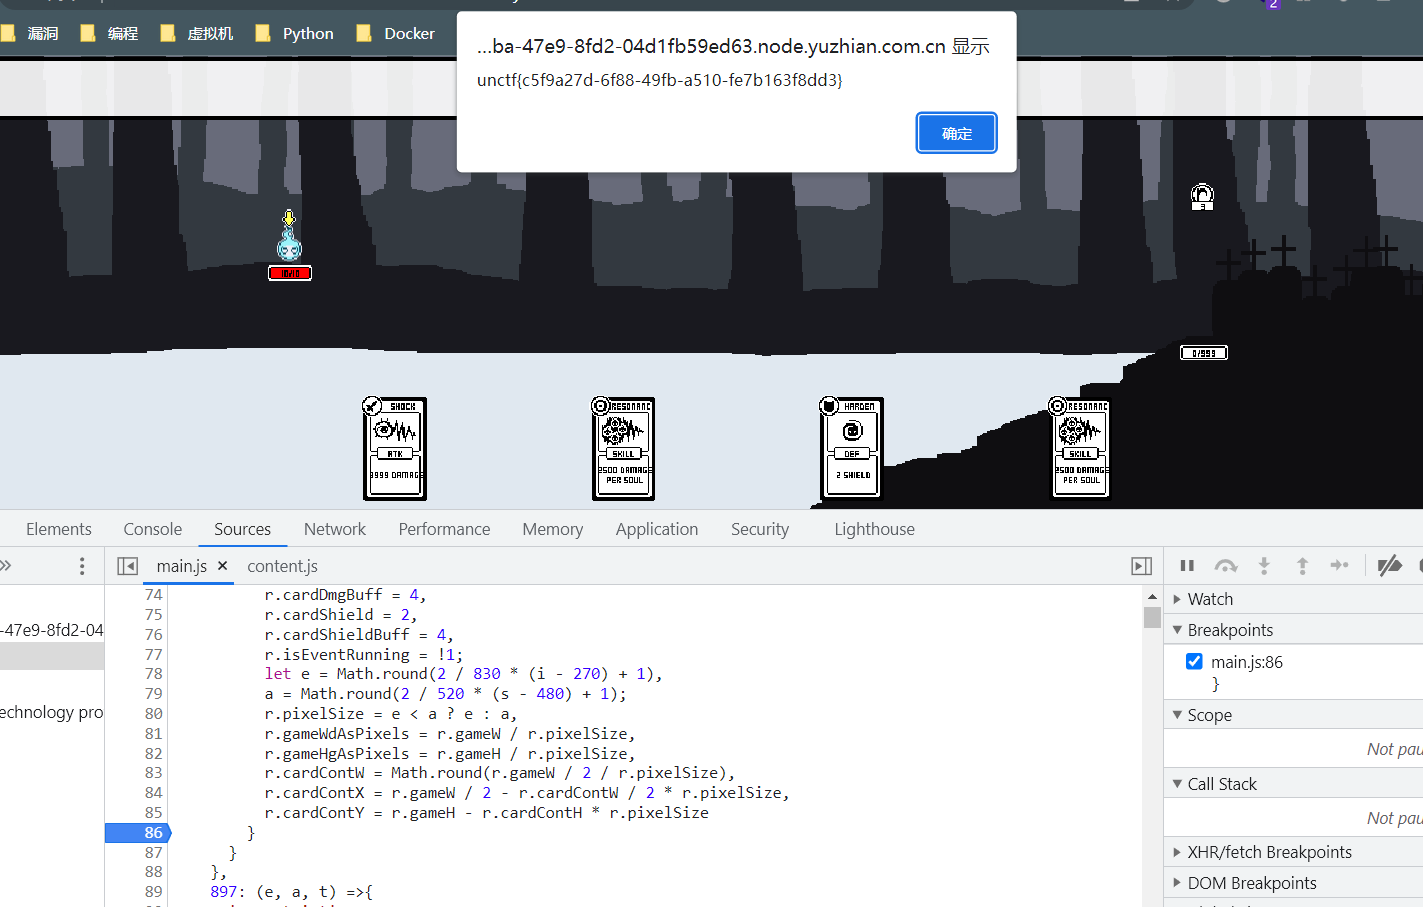 漏洞 编程 虚拟机 Python Docker
2
...ba-47e9-8fd2-04d1fb59ed63.node.yuzhian.com.cn 显示
unctf{c5f9a27d-6f88-49fb-a510-fe7b163f8dd3}
确定
3
0/999
SHOCK
ATK
9999 DAMAGE
RESONANC
SKILL
2500 DAMAGE
PER SOUL
HARDEN
DEF
2 SHIELD
RESONANC
SKILL
2500 DAMAGE
PER SOUL
Elements Console Sources Network Performance Memory Application Security Lighthouse
main.js × content.js
-47e9-8fd2-04
echnology pro
74 r.cardDmgBuff = 4,
75 r.cardShield = 2,
76 r.cardShieldBuff = 4,
77 r.isEventRunning = !1;
78 let e = Math.round(2 / 830 * (i - 270) + 1),
79 a = Math.round(2 / 520 * (s - 480) + 1);
80 r.pixelSize = e < a ? e : a,
81 r.gameWdAsPixels = r.gameW / r.pixelSize,
82 r.gameHgAsPixels = r.gameH / r.pixelSize,
83 r.cardContW = Math.round(r.gameW / 2 / r.pixelSize),
84 r.cardContX = r.gameW / 2 - r.cardContW / 2 * r.pixelSize,
85 r.cardContY = r.gameH - r.cardContH * r.pixelSize
86 }
87 }
88 },
89 897: (e, a, t) =>{
Watch
Breakpoints
main.js:86
}
Scope
Not pau
Call Stack
Not pau
XHR/fetch Breakpoints
DOM Breakpoints